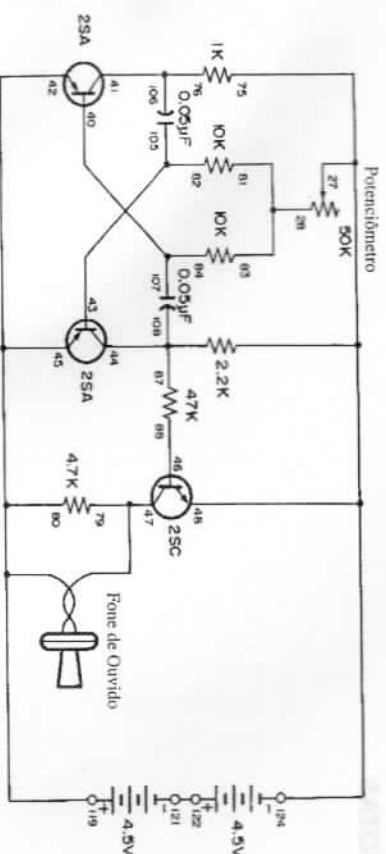 Potenciômetro
50K
27
28
124
4.5V
122
121
4.5V
119
1K
75
76
10K
81
82
10K
83
84
2.2K
0.05μF
106
105
0.05μF
107
108
47K
87
88
2SA
41
40
42
43
44
45
2SA
46
47
48
2SC
4.7K
79
80
Fone de Ouvido